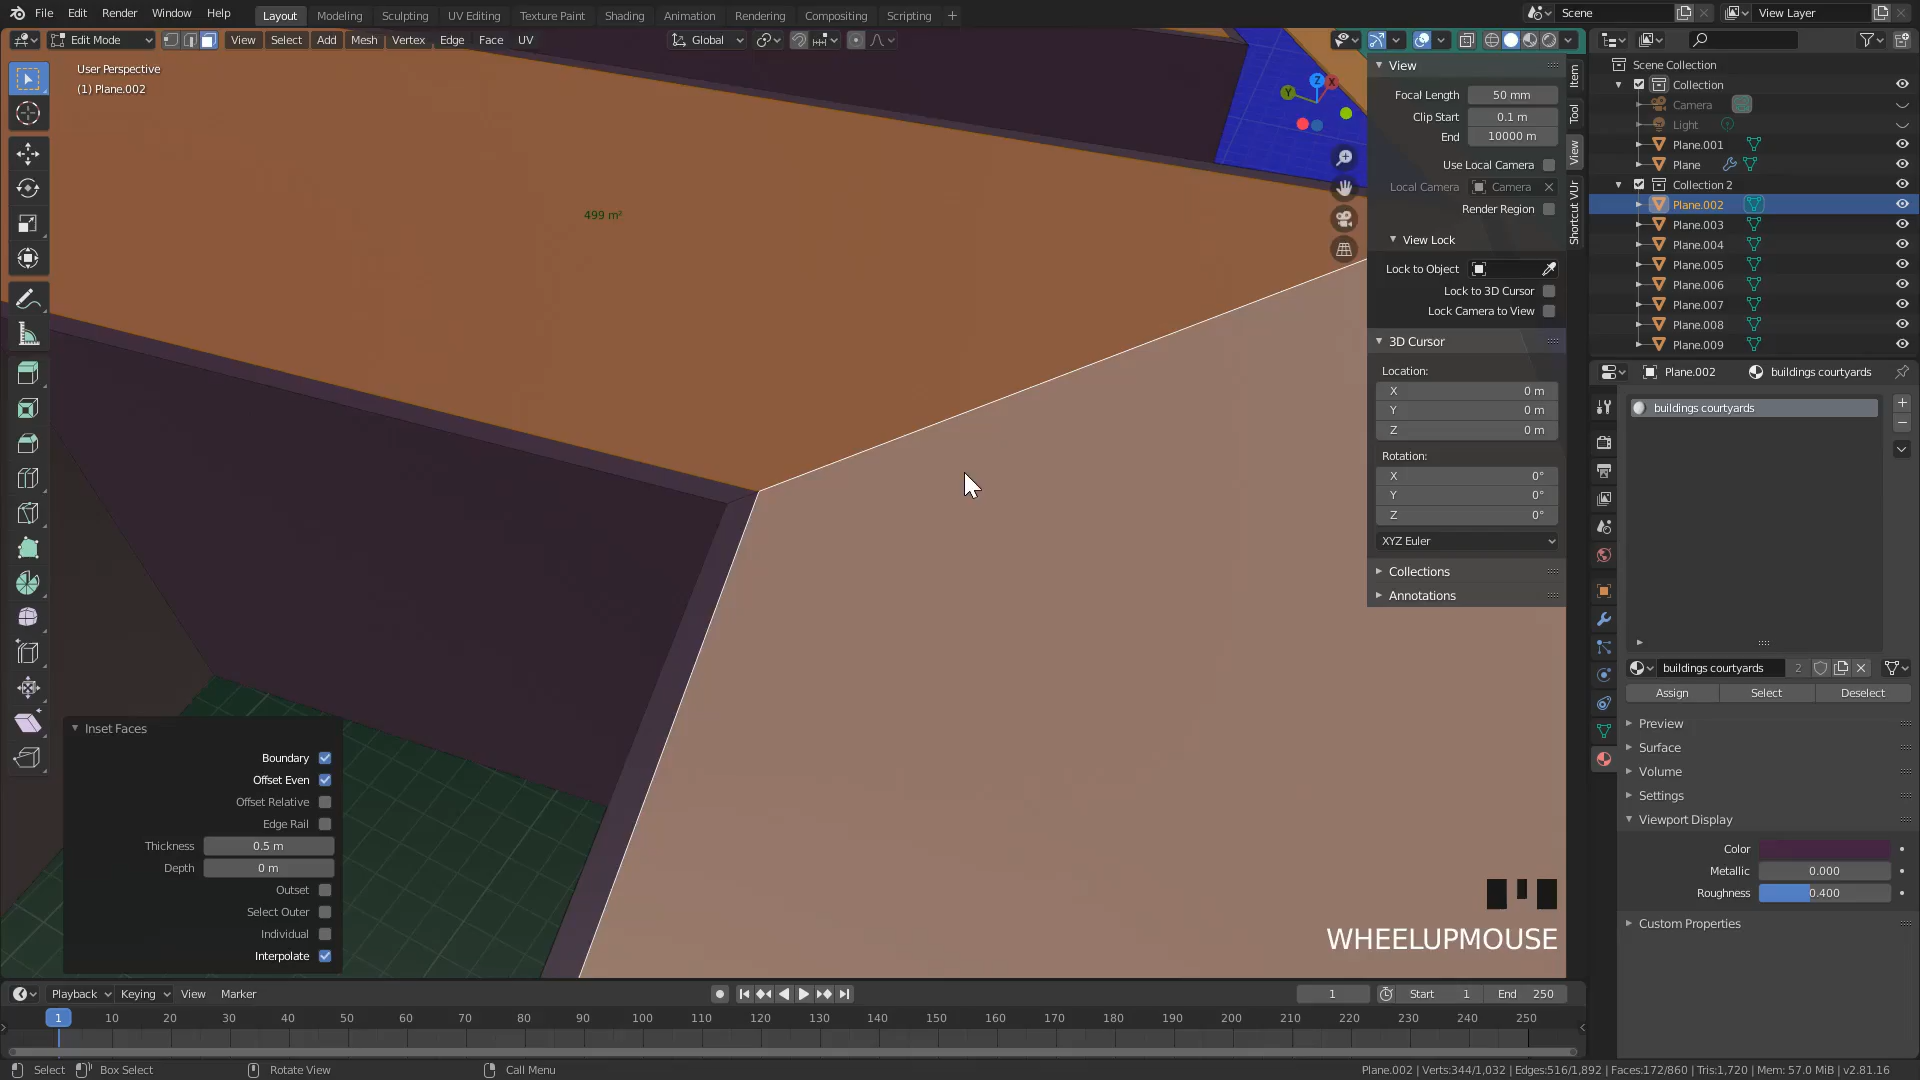 File Edit Render Window Help Layout Modeling Sculpting UV Editing Texture Paint Shading Animation Rendering Compositing Scripting + Scene View Layer
Edit Mode View Select Add Mesh Vertex Edge Face UV Global
User Perspective
(1) Plane.002
499 m²
Z
X
Y
View
Focal Length 50 mm
Clip Start 0.1 m
End 10000 m
Use Local Camera
Local Camera Camera
Render Region
View Lock
Lock to Object
Lock to 3D Cursor
Lock Camera to View
3D Cursor
Location:
X 0 m
Y 0 m
Z 0 m
Rotation:
X 0°
Y 0°
Z 0°
XYZ Euler
Collections
Annotations
Item
Tool
View
Shortcut VUr
Scene Collection
Collection
Camera
Light
Plane.001
Plane
Collection 2
Plane.002
Plane.003
Plane.004
Plane.005
Plane.006
Plane.007
Plane.008
Plane.009
Plane.002 buildings courtyards
buildings courtyards
buildings courtyards 2
Assign Select Deselect
Preview
Surface
Volume
Settings
Viewport Display
Color
Metallic 0.000
Roughness 0.400
Custom Properties
Inset Faces
Boundary
Offset Even
Offset Relative
Edge Rail
Thickness 0.5 m
Depth 0 m
Outset
Select Outer
Individual
Interpolate
WHEELUPMOUSE
Playback Keying View Marker 1 Start 1 End 250
1 10 20 30 40 50 60 70 80 90 100 110 120 130 140 150 160 170 180 190 200 210 220 230 240 250
Select Box Select Rotate View Call Menu Plane.002 | Verts:344/1,032 | Edges:516/1,892 | Faces:172/860 | Tris:1,720 | Mem: 57.0 MiB | v2.81.16